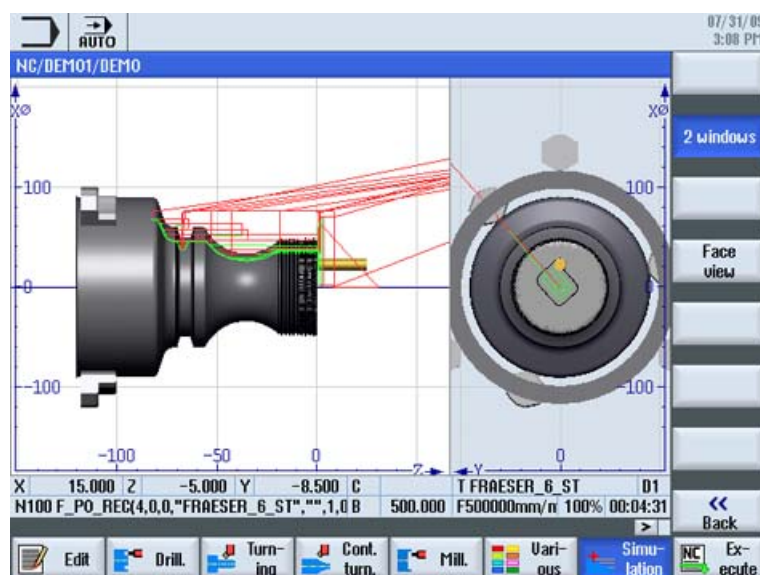 AUTO
07/31/09
3:08 PM
NC/DEMO1/DEMO
XØ
XØ
2 windows
100
100
Face
view
0
0
-100
-100
-100
-50
0
Z
Y
0
X 15.000 Z -5.000 Y -8.500 C T FRAESER_6_ST D1
N100 F_PO_REC(4,0,0,"FRAESER_6_ST","",1,0 B 500.000 F500000mm/n 100% 00:04:31
>
<<
Back
Edit
Drill.
Turn-
ing
Cont.
turn.
Mill.
Vari-
ous
Simu-
lation
NC
Ex-
ecute